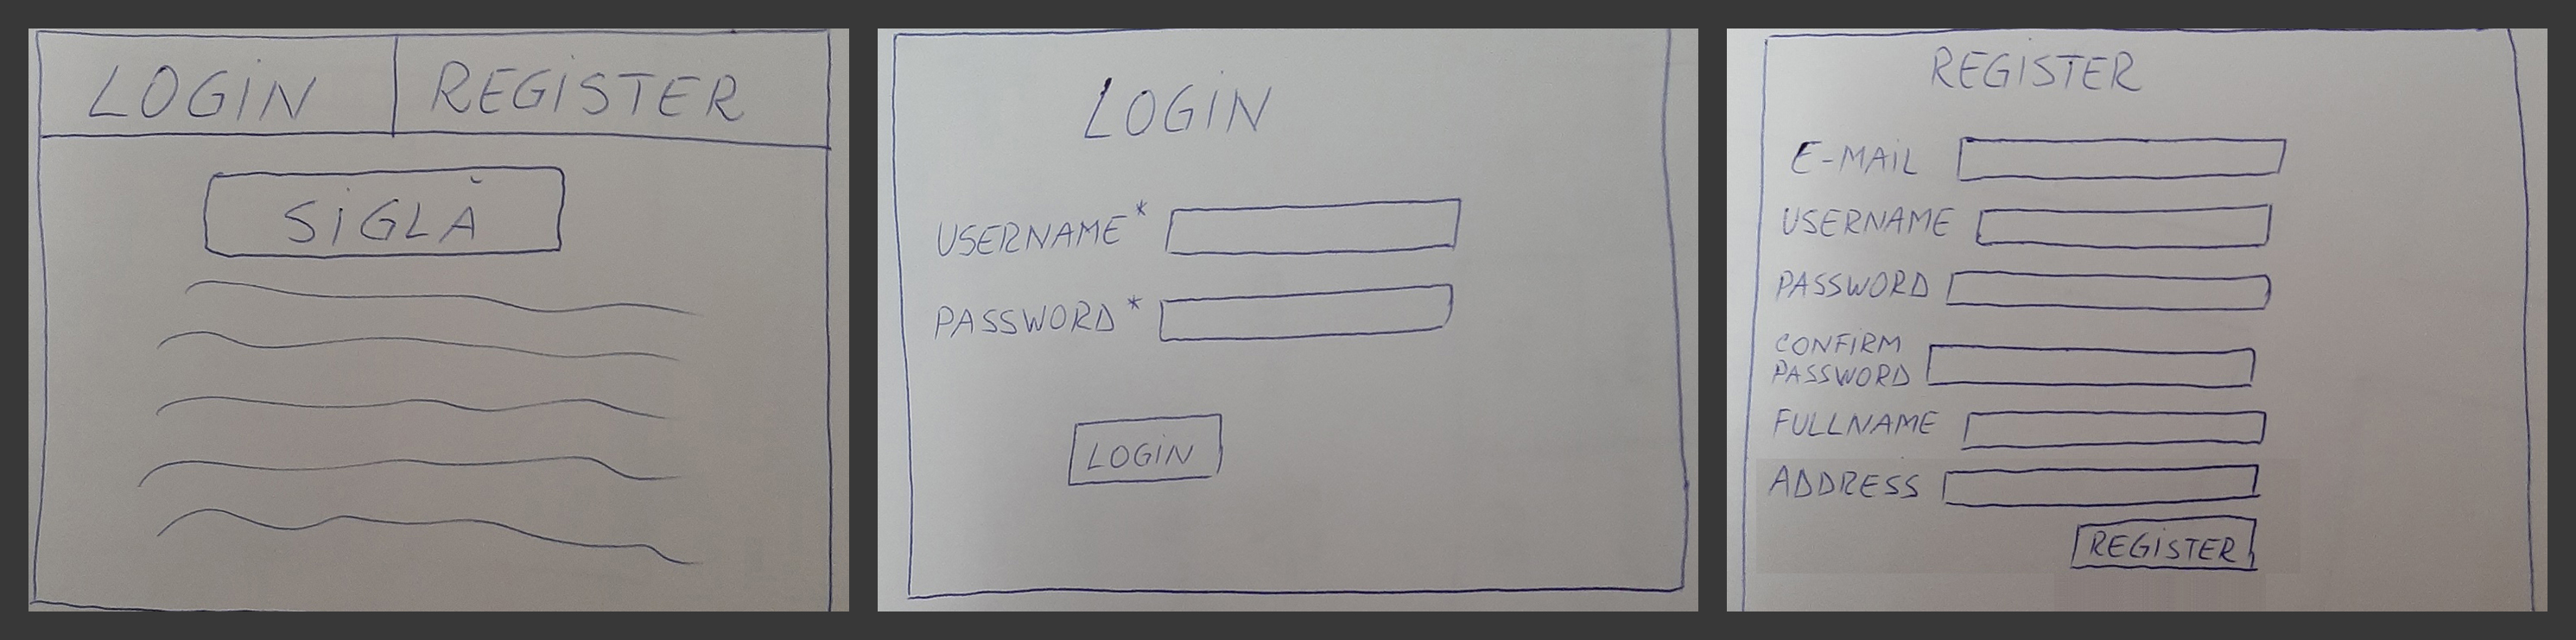 LOGIN
REGISTER
SIGLĂ
LOGIN
USERNAME*
PASSWORD*
LOGIN
REGISTER
E-MAIL
USERNAME
PASSWORD
CONFIRM
PASSWORD
FULLNAME
ADDRESS
REGISTER